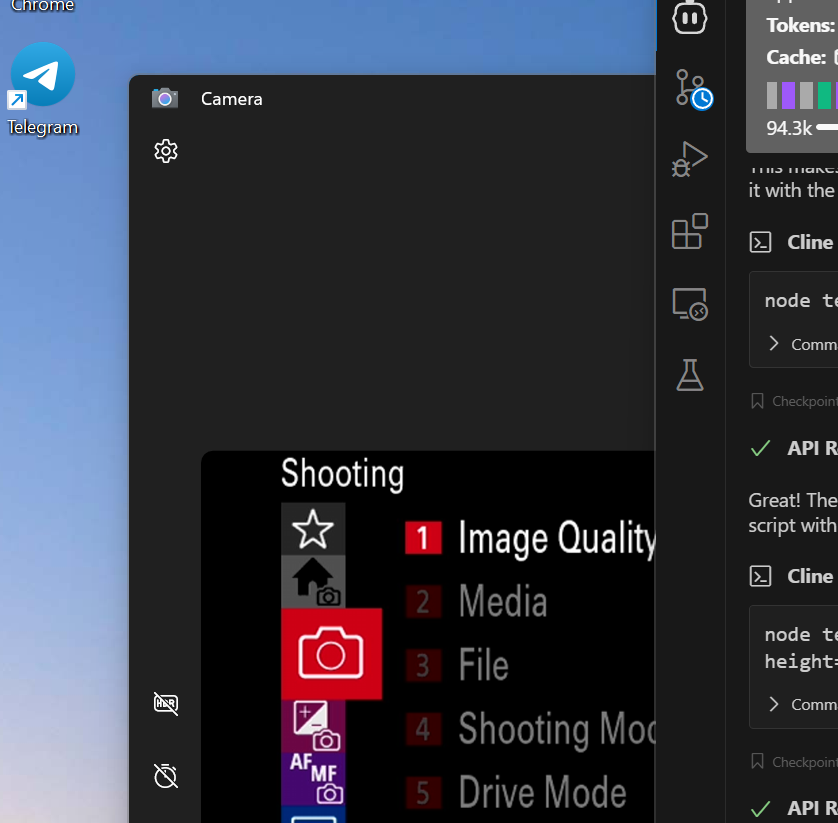 Chrome
Telegram
Camera
HDR
Shooting
1 Image Quality
2 Media
3 File
4 Shooting Mod
5 Drive Mode
AF MF
Tokens:
Cache:
94.3k
This makes
it with the
Cline
node te
Comm
Checkpoint
API R
Great! The
script with
Cline
node te
height=
Comm
Checkpoint
API R